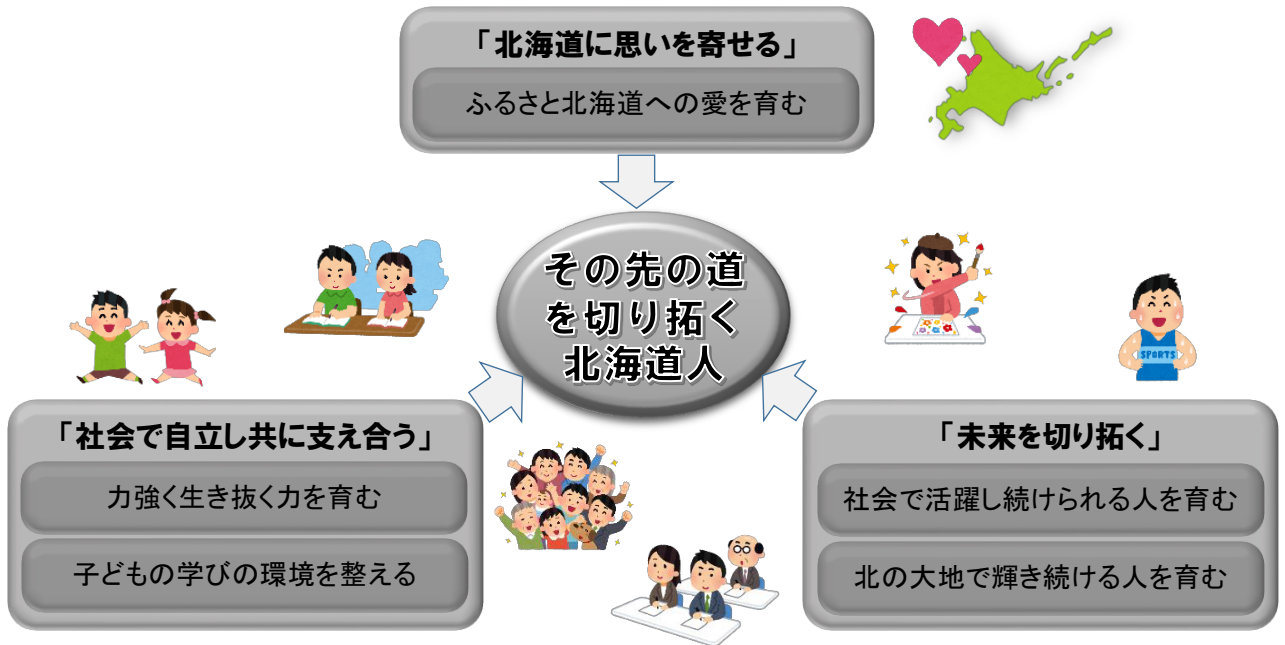 「北海道に思いを寄せる」
ふるさと北海道への愛を育む
その先の道
を切り拓く
北海道人
SPORTS
「社会で自立し共に支え合う」
力強く生き抜く力を育む
子どもの学びの環境を整える
「未来を切り拓く」
社会で活躍し続けられる人を育む
北の大地で輝き続ける人を育む